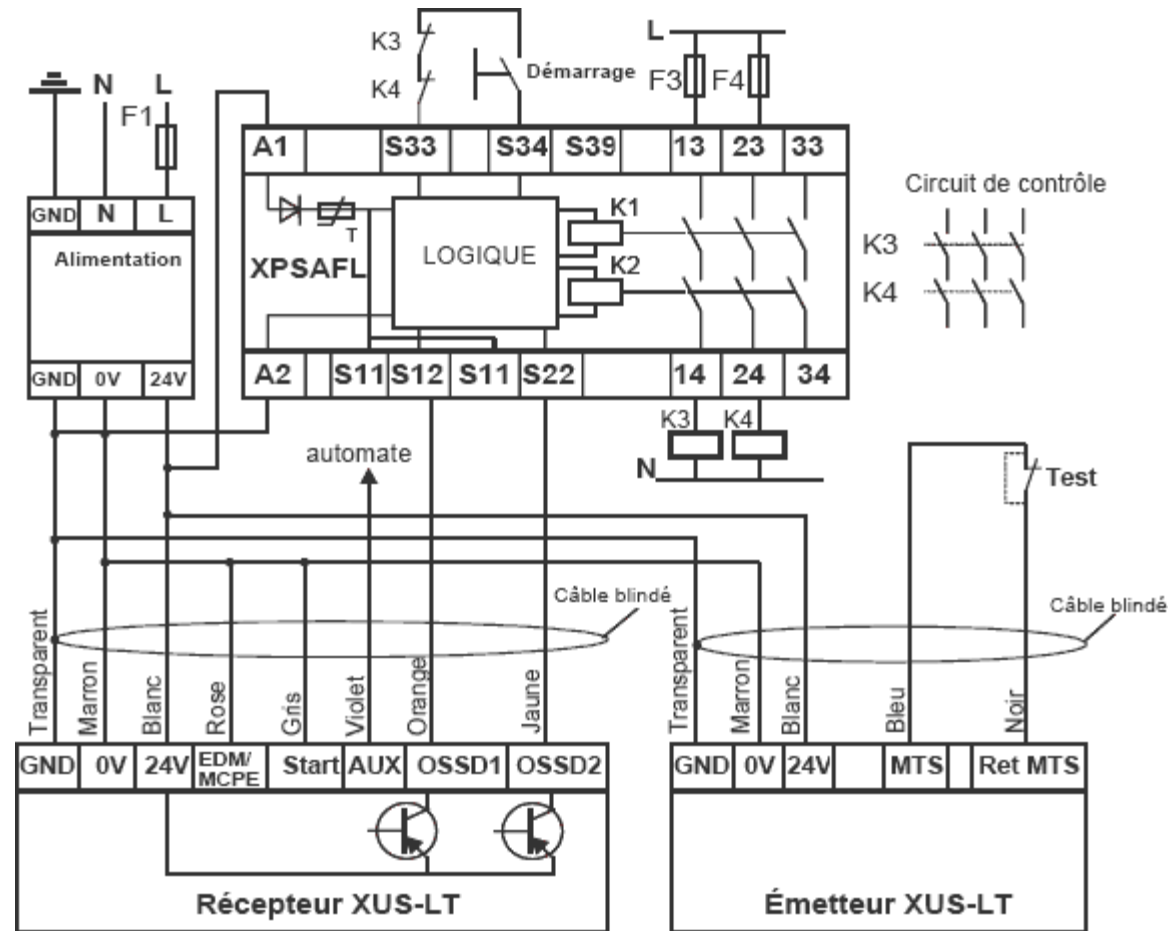 K3
K4
Démarrage
L
F3
F4
N
L
F1
A1
S33
S34
S39
13
23
33
GND
N
L
Alimentation
GND
0V
24V
T
XPSAFL
LOGIQUE
K1
K2
Circuit de contrôle
K3
K4
A2
S11
S12
S11
S22
14
24
34
K3
K4
N
automate
Test
Câble blindé
Câble blindé
Transparent
Marron
Blanc
Rose
Gris
Violet
Orange
Jaune
Transparent
Marron
Blanc
Bleu
Noir
GND
0V
24V
EDM/
MCPE
Start
AUX
OSSD1
OSSD2
GND
0V
24V
MTS
Ret MTS
Récepteur XUS-LT
Émetteur XUS-LT